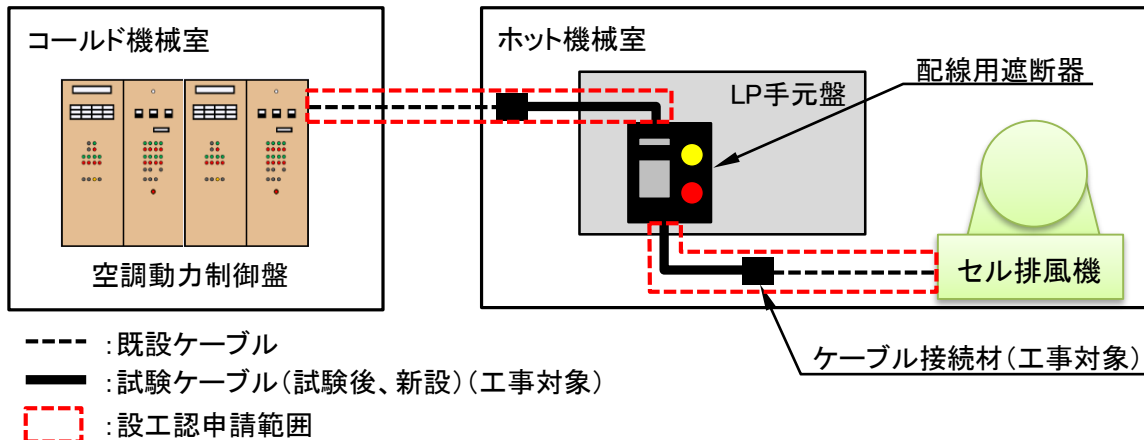 コールド機械室
ホット機械室
配線用遮断器
LP手元盤
空調動力制御盤
セル排風機
ケーブル接続材(工事対象)
:既設ケーブル
:試験ケーブル(試験後、新設)(工事対象)
:設工認申請範囲